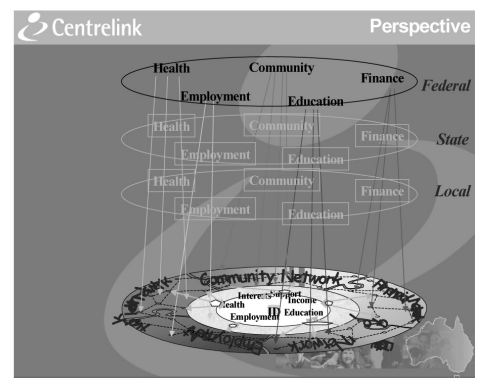 Centrelink
Perspective
Health
Community
Finance
Federal
Employment
Education
Health
Community
Finance
State
Employment
Education
Health
Community
Finance
Local
Employment
Education
Community Network
Support
Health
Income
Employment
ID
Education
Network